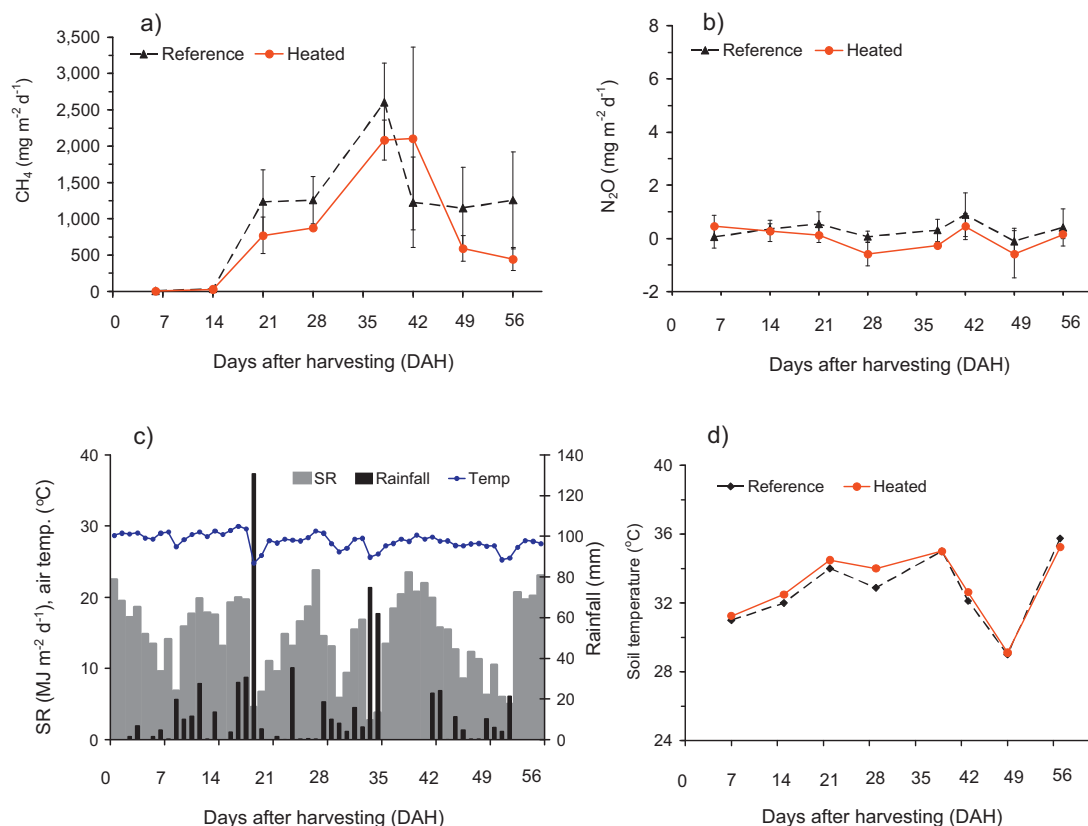 a)
Reference Heated
CH4 (mg m-2 d-1)
3,500
3,000
2,500
2,000
1,500
1,000
500
0
0 7 14 21 28 35 42 49 56
Days after harvesting (DAH)
b)
Reference Heated
N2O (mg m-2 d-1)
8
6
4
2
0
-2
0 7 14 21 28 35 42 49 56
Days after harvesting (DAH)
c)
SR Rainfall Temp
SR (MJ m-2 d-1), air temp. (ºC)
40
30
20
10
0
140
120
100
80
60
40
20
0
Rainfall (mm)
0 7 14 21 28 35 42 49 56
Days after harvesting (DAH)
d)
Reference Heated
Soil temperature (ºC)
40
36
32
28
24
0 7 14 21 28 35 42 49 56
Days after harvesting (DAH)